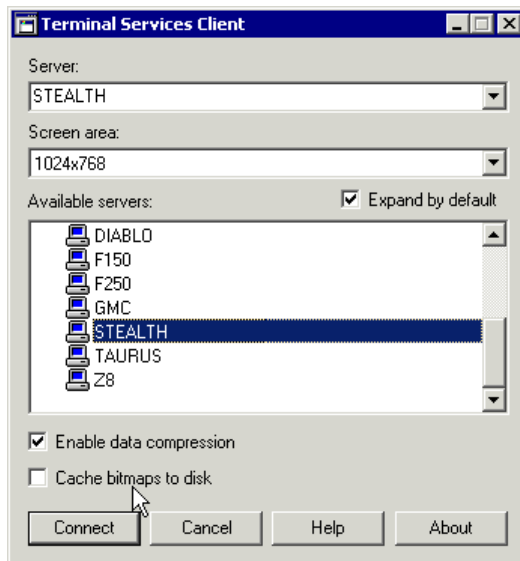 Terminal Services Client
Server:
STEALTH
Screen area:
1024x768
Available servers:
Expand by default
DIABLO
F150
F250
GMC
STEALTH
TAURUS
Z8
Enable data compression
Cache bitmaps to disk
Connect Cancel Help About